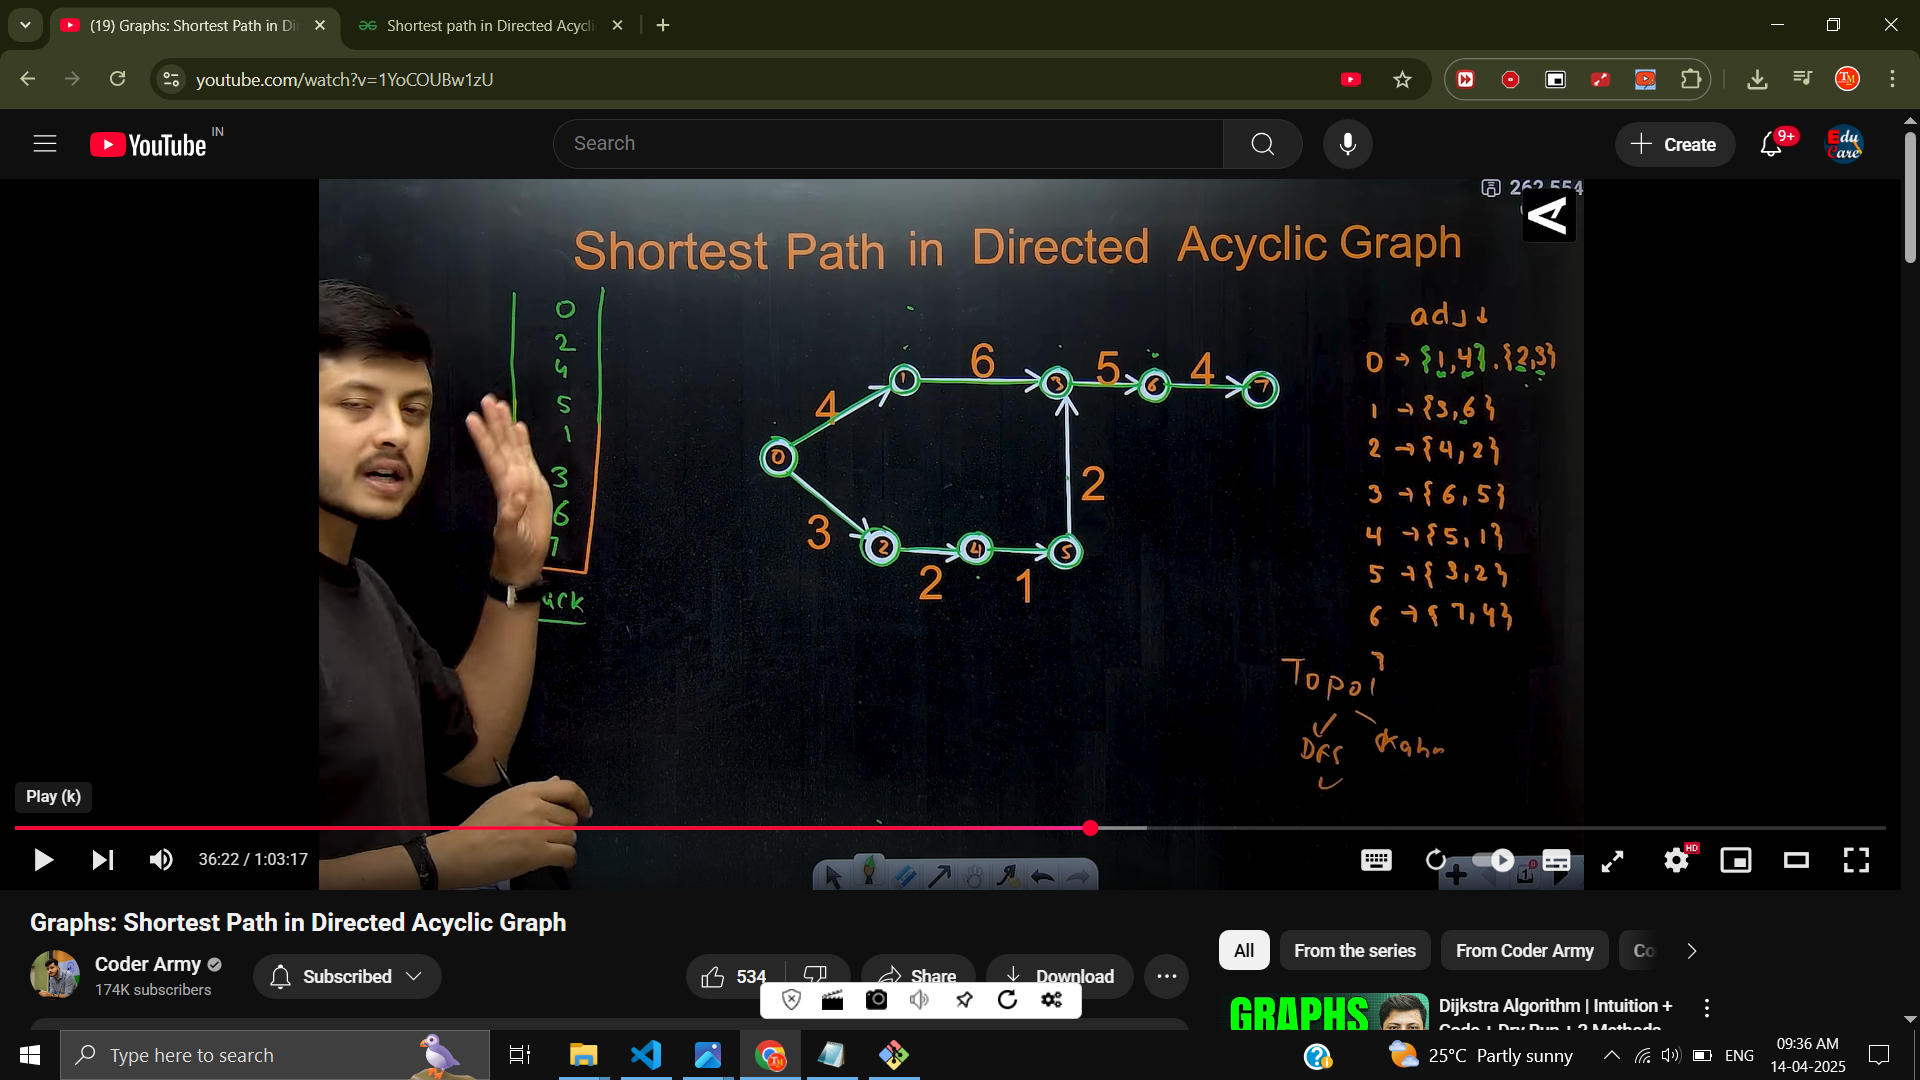 (19) Graphs: Shortest Path in Di
Shortest path in Directed Acycli
youtube.com/watch?v=1YoCOUBw1zU
YouTube IN
Search
Create
9+
Edu Care
262 554
Shortest Path in Directed Acyclic Graph
0
2
4
5
1
3
6
7
4
6
5
4
3
2
1
2
0
1
3
6
7
2
4
5
adj
0 → {1,4}, {2,3}
1 → {3,6}
2 → {4,2}
3 → {6,5}
4 → {5,1}
5 → {3,2}
6 → {7,4}
7
Topol
DFS
Kahn
Play (k)
36:22 / 1:03:17
HD
Graphs: Shortest Path in Directed Acyclic Graph
Coder Army
174K subscribers
Subscribed
534
Share
Download
All
From the series
From Coder Army
Co
GRAPHS
Dijkstra Algorithm | Intuition +
Code + Dry Run + 2 Methods
Type here to search
25°C Partly sunny
ENG
09:36 AM
14-04-2025